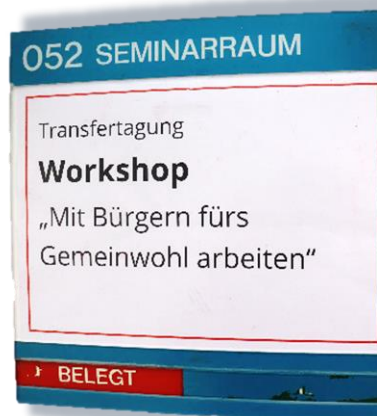 052 SEMINARRAUM
Transfertagung
Workshop
„Mit Bürgern fürs
Gemeinwohl arbeiten“
BELEGT